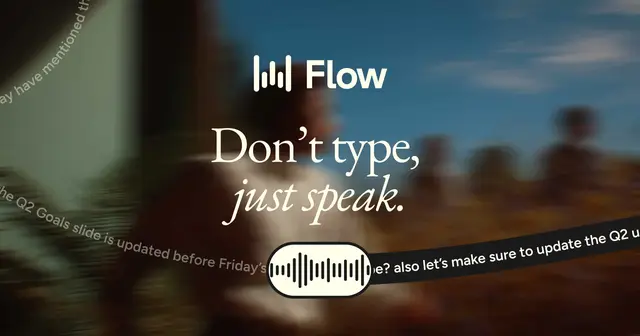 ay have mentioned th
Flow
Don't type,
just speak.
he Q2 Goals slide is updated before Friday's
e? also let's make sure to update the Q2 u